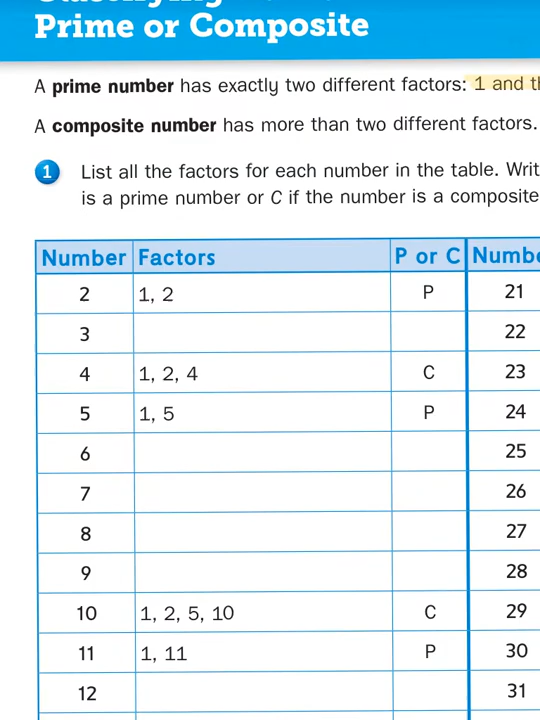 Prime or Composite
A prime number has exactly two different factors: 1 and
A composite number has more than two different factors.
1 List all the factors for each number in the table.
is a prime number or C if the number is a composite
Number Factors P or C
2 1, 2 P 21
3 22
4 1, 2, 4 C 23
5 1, 5 P 24
6 25
7 26
8 27
9 28
10 1, 2, 5, 10 C 29
11 1, 11 P 30
12 31